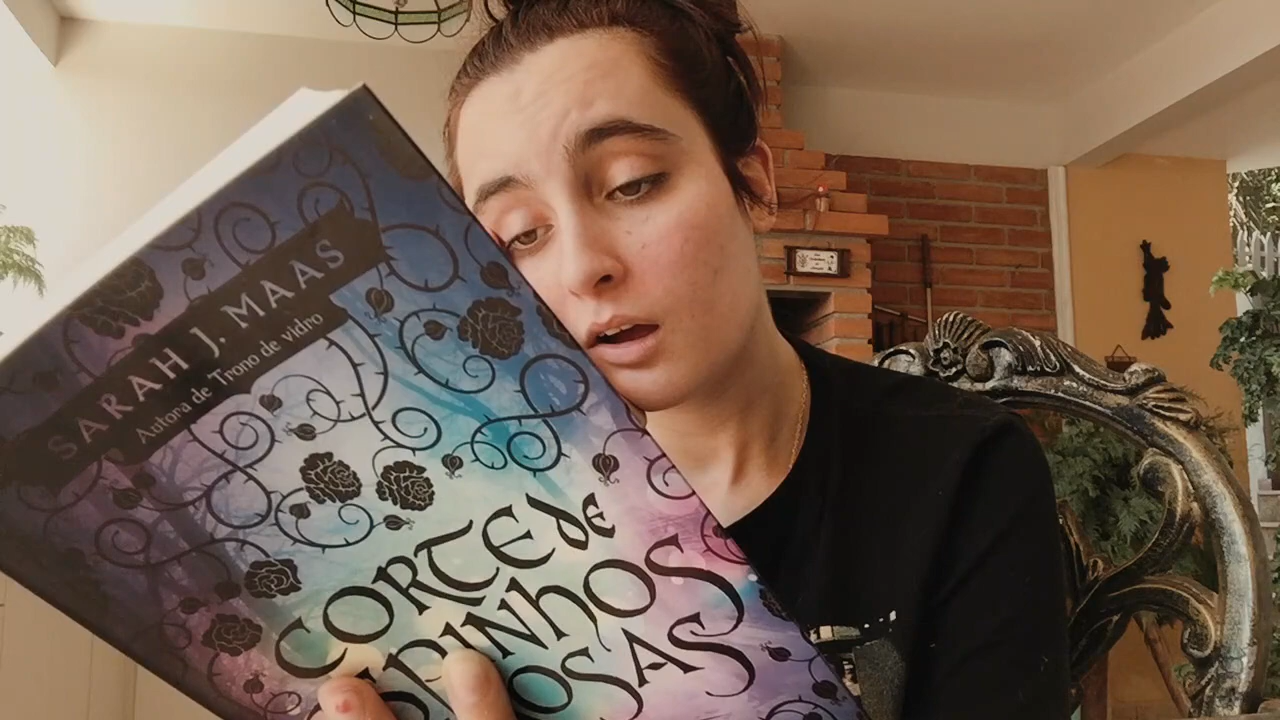 SARAH J. MAAS
Autora de Trono de vidro
CORTE DE
ESPINHOS
ROSAS